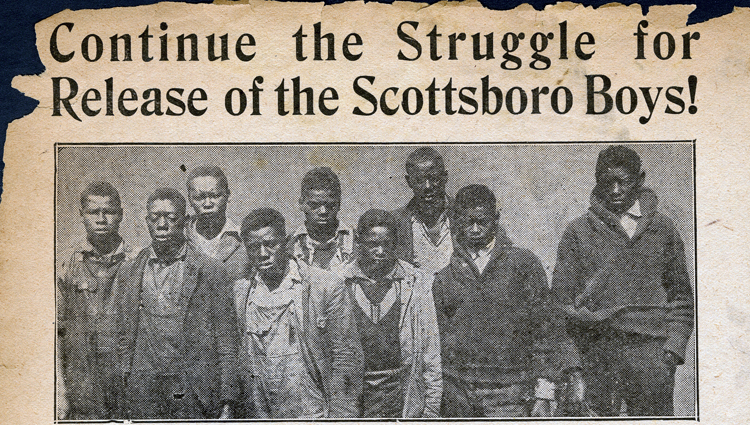 Continue the Struggle for
Release of the Scottsboro Boys!